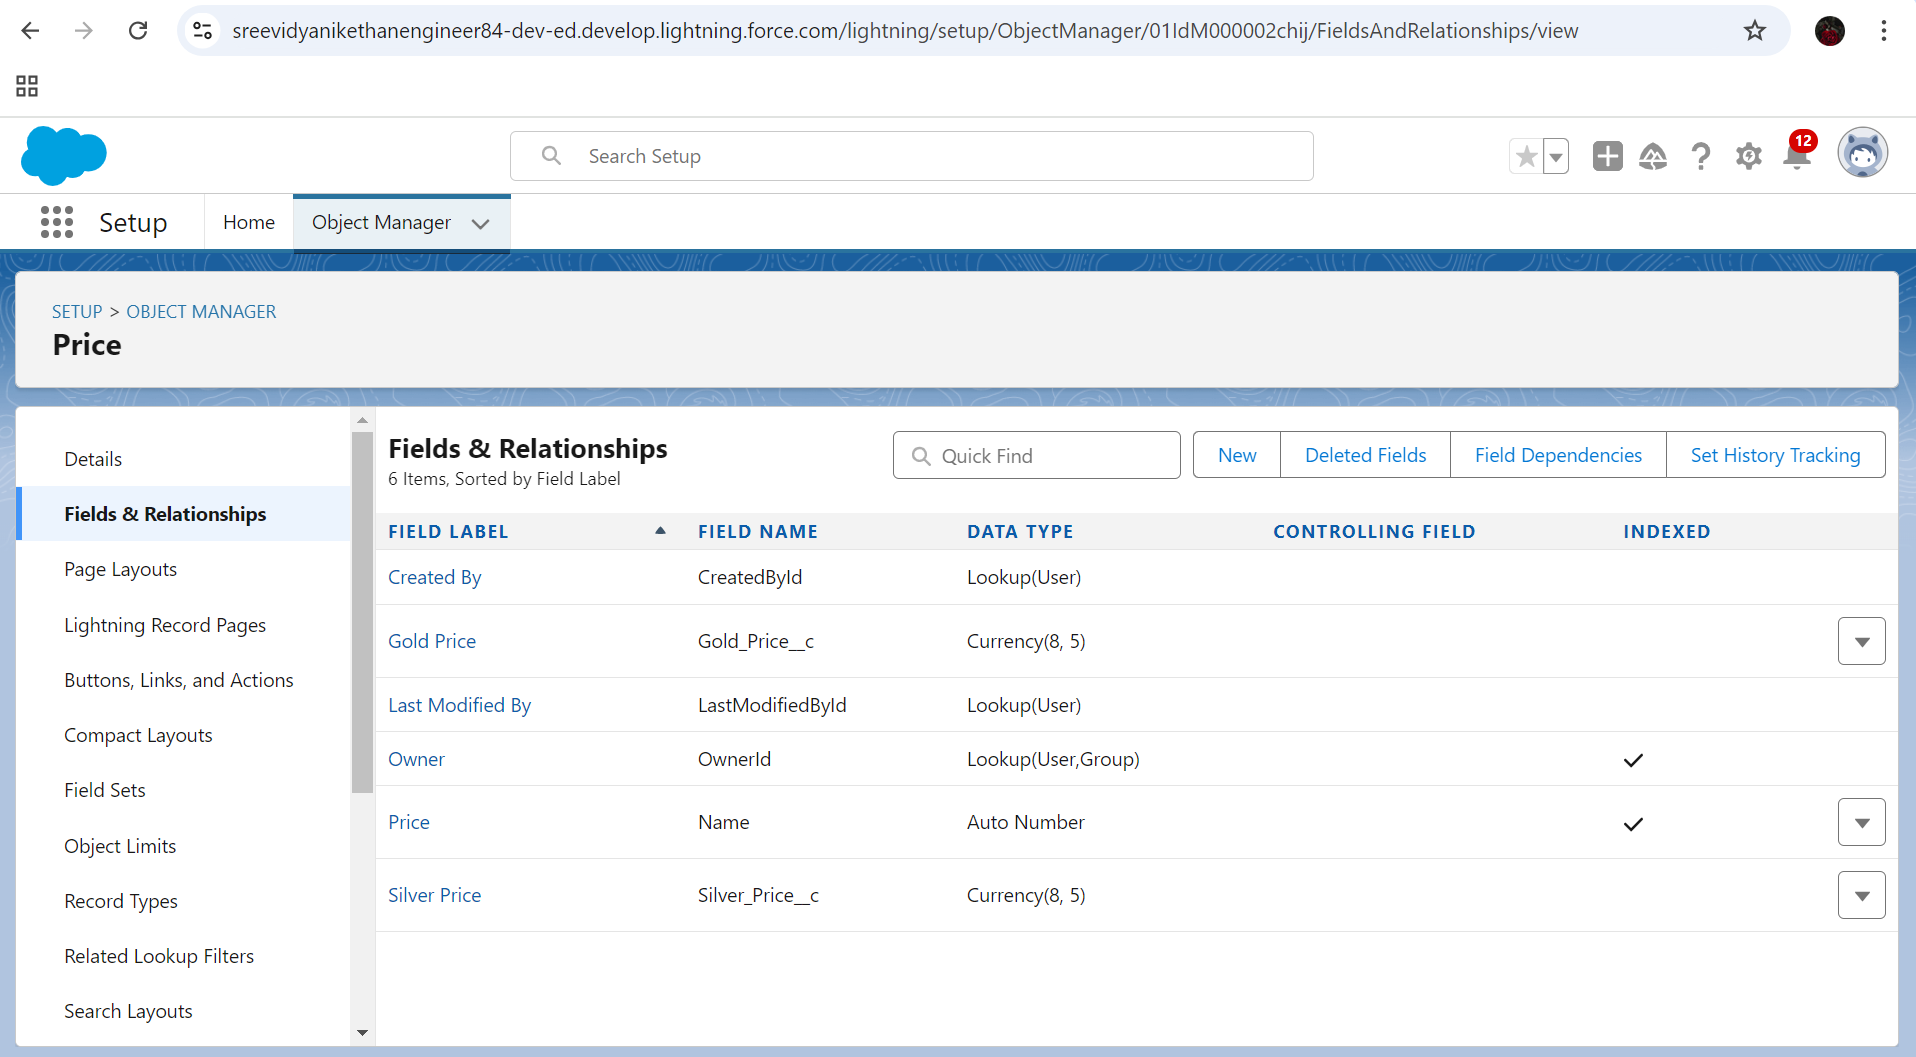 sreevidyanikethanengineer84-dev-ed.develop.lightning.force.com/lightning/setup/ObjectManager/01IdM000002chij/FieldsAndRelationships/view
Search Setup
12
Setup
Home
Object Manager
SETUP > OBJECT MANAGER
Price
Details
Fields & Relationships
Page Layouts
Lightning Record Pages
Buttons, Links, and Actions
Compact Layouts
Field Sets
Object Limits
Record Types
Related Lookup Filters
Search Layouts
Fields & Relationships
6 Items, Sorted by Field Label
Quick Find
New
Deleted Fields
Field Dependencies
Set History Tracking
FIELD LABEL FIELD NAME DATA TYPE CONTROLLING FIELD INDEXED
Created By CreatedById Lookup(User)
Gold Price Gold_Price__c Currency(8, 5)
Last Modified By LastModifiedById Lookup(User)
Owner OwnerId Lookup(User,Group)
Price Name Auto Number
Silver Price Silver_Price__c Currency(8, 5)